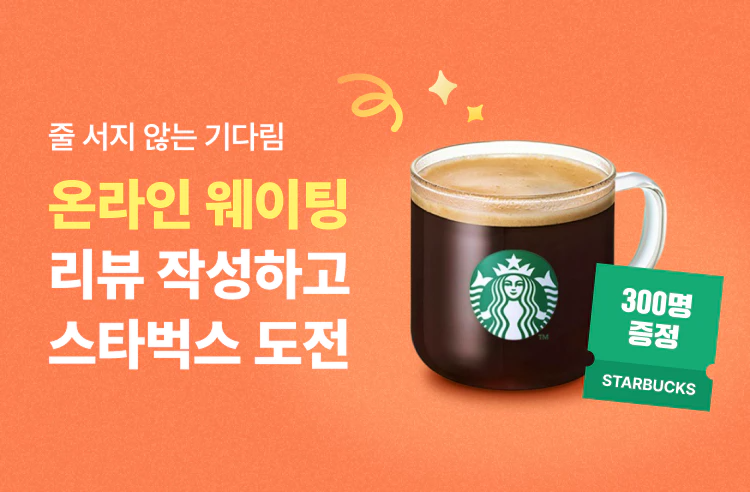 줄 서지 않는 기다림
온라인 웨이팅
리뷰 작성하고
스타벅스 도전
300명
증정
STARBUCKS
TM